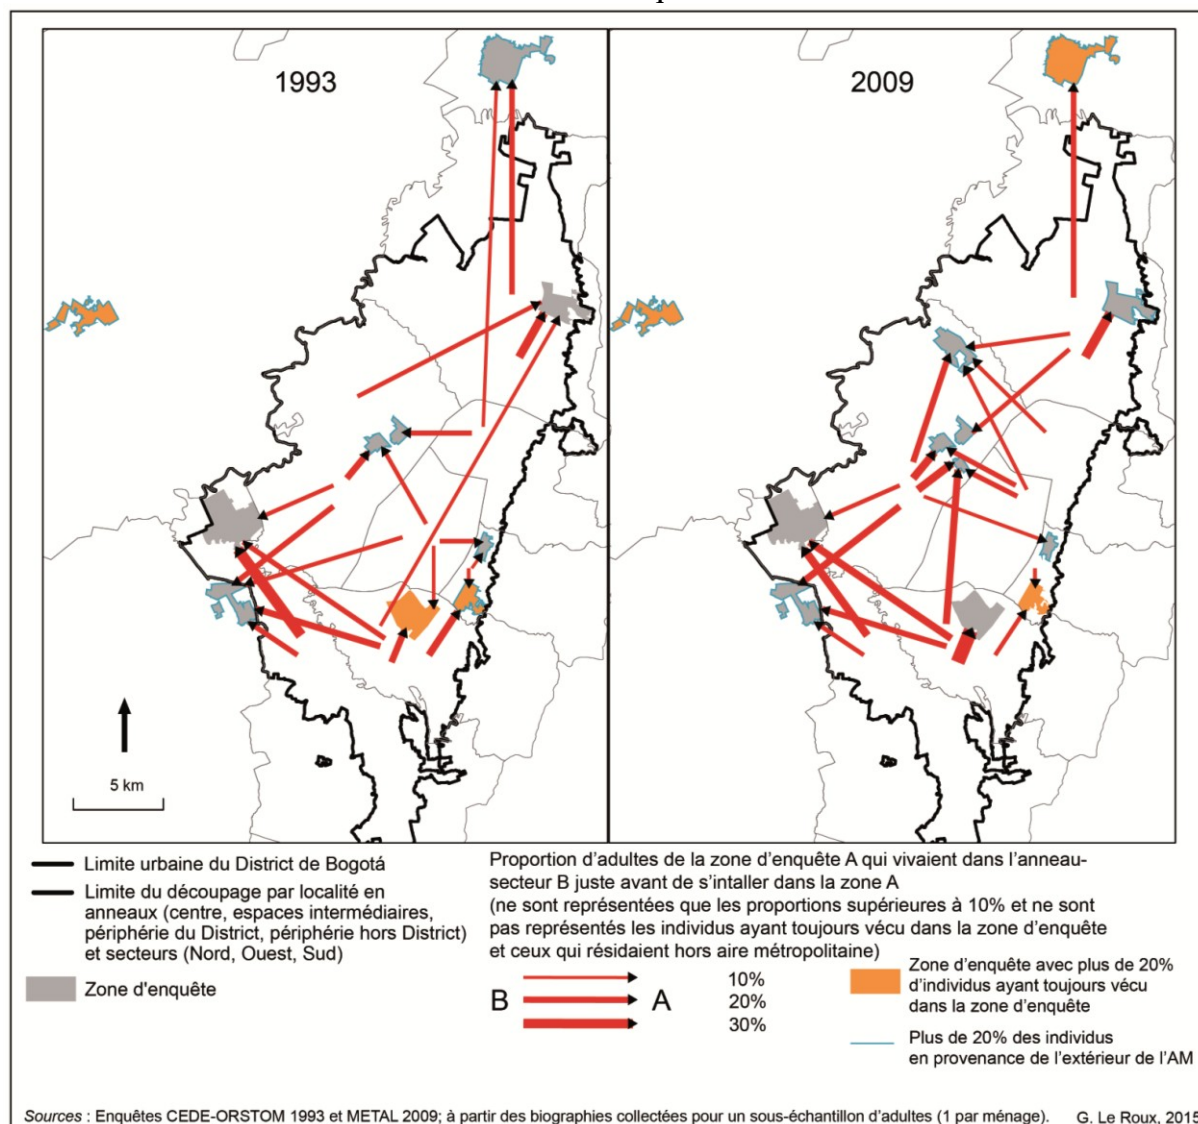 1993
2009
5 km
Limite urbaine du District de Bogotá
Limite du découpage par localité en
anneaux (centre, espaces intermédiaires,
périphérie du District, périphérie hors District)
et secteurs (Nord, Ouest, Sud)
Zone d'enquête
Proportion d’adultes de la zone d’enquête A qui vivaient dans l’anneau-
secteur B juste avant de s’intaller dans la zone A
(ne sont représentées que les proportions supérieures à 10% et ne sont
pas représentés les individus ayant toujours vécu dans la zone d’enquête
et ceux qui résidaient hors aire métropolitaine)
B A
10%
20%
30%
Zone d’enquête avec plus de 20%
d’individus ayant toujours vécu
dans la zone d’enquête
Plus de 20% des individus
en provenance de l’extérieur de l’AM
Sources : Enquêtes CEDE-ORSTOM 1993 et METAL 2009; à partir des biographies collectées pour un sous-échantillon d’adultes (1 par ménage). G. Le Roux, 2015